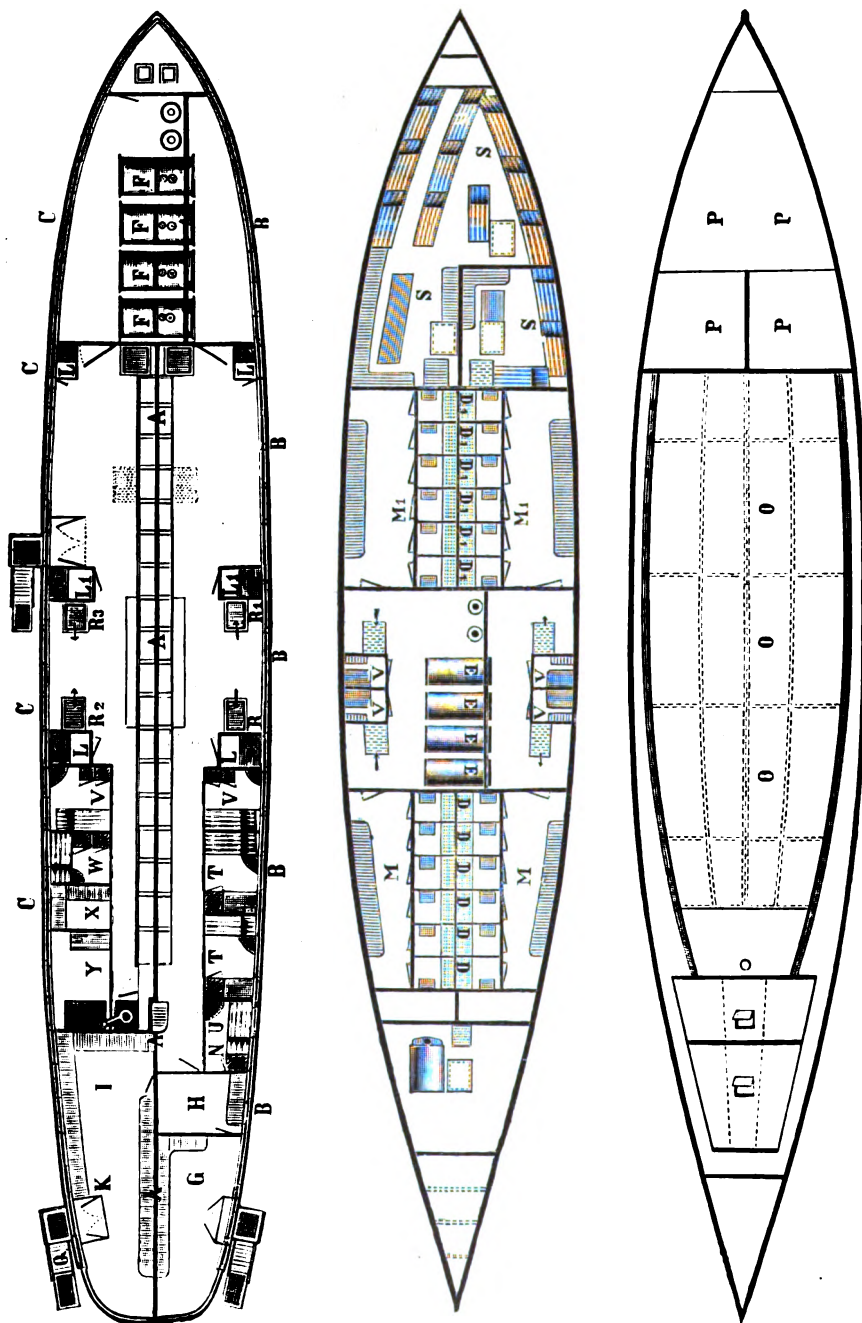 C C C C
Q K I Y X W V L R2 R3 L1 L
F F F F
A A A A
G H N U T T V L R R1 L1 L
B B B B B
V V
M M1 S S
D D D D D D E E E E D1 D1 D1 D1 D1 D1
M M1 S
V V
P P
O O O
P P